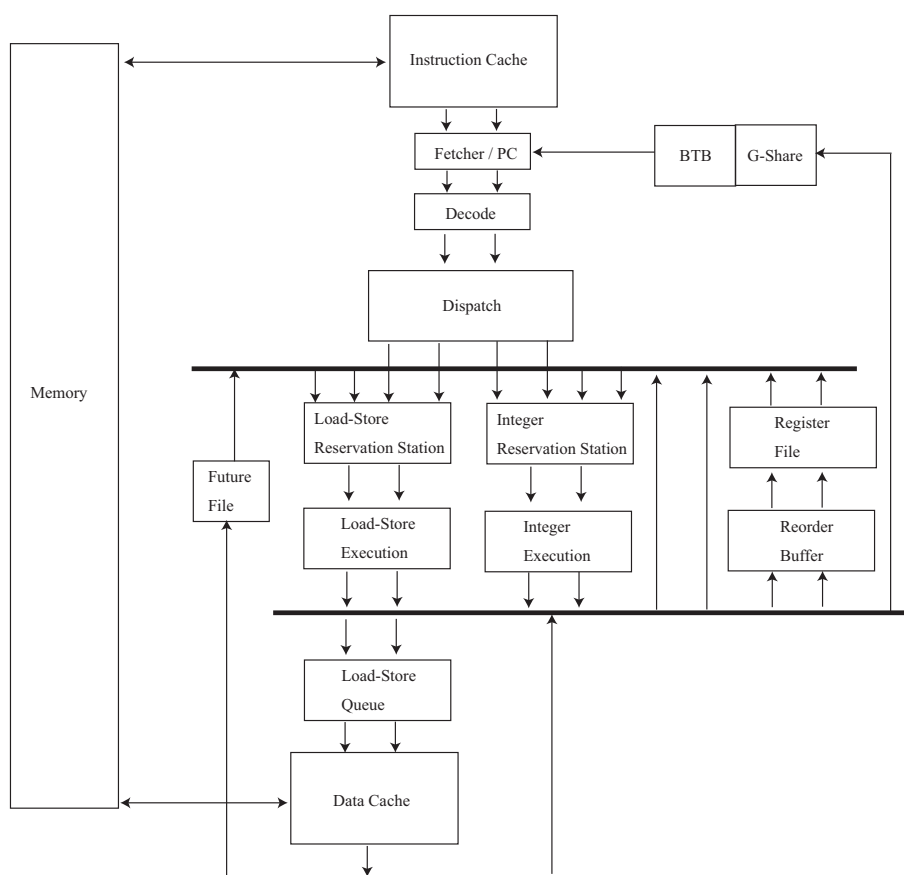 Instruction Cache
Fetcher / PC
BTB
G-Share
Decode
Dispatch
Memory
Load-Store
Reservation Station
Integer
Reservation Station
Register
File
Future
File
Load-Store
Execution
Integer
Execution
Reorder
Buffer
Load-Store
Queue
Data Cache